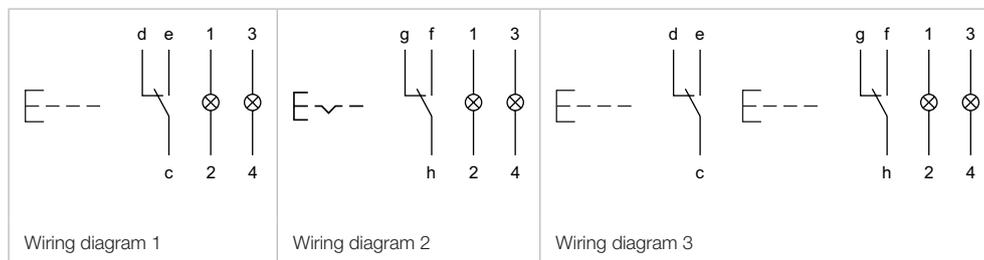 d e 1 3
c 2 4
Wiring diagram 1
g f 1 3
h 2 4
Wiring diagram 2
d e g f 1 3
c h 2 4
Wiring diagram 3